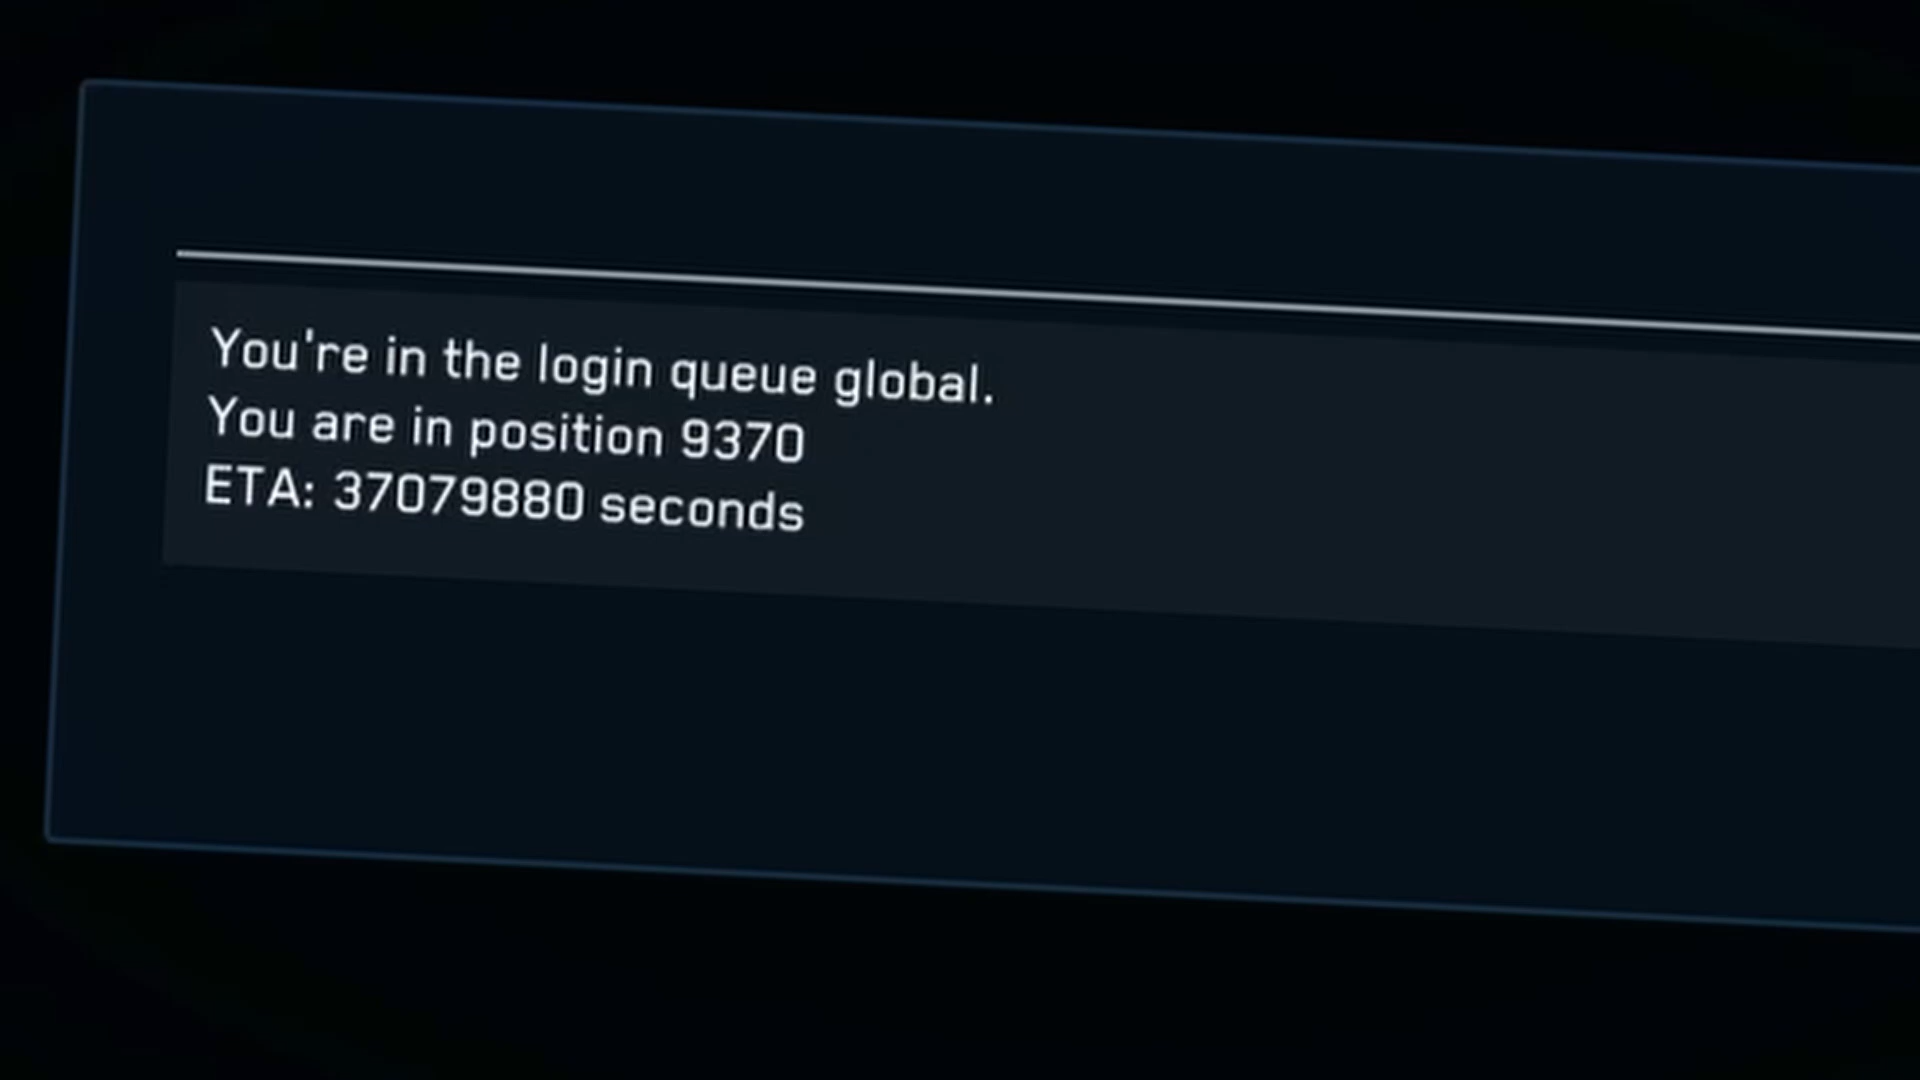 You're in the login queue global.
You are in position 9370
ETA: 37079880 seconds